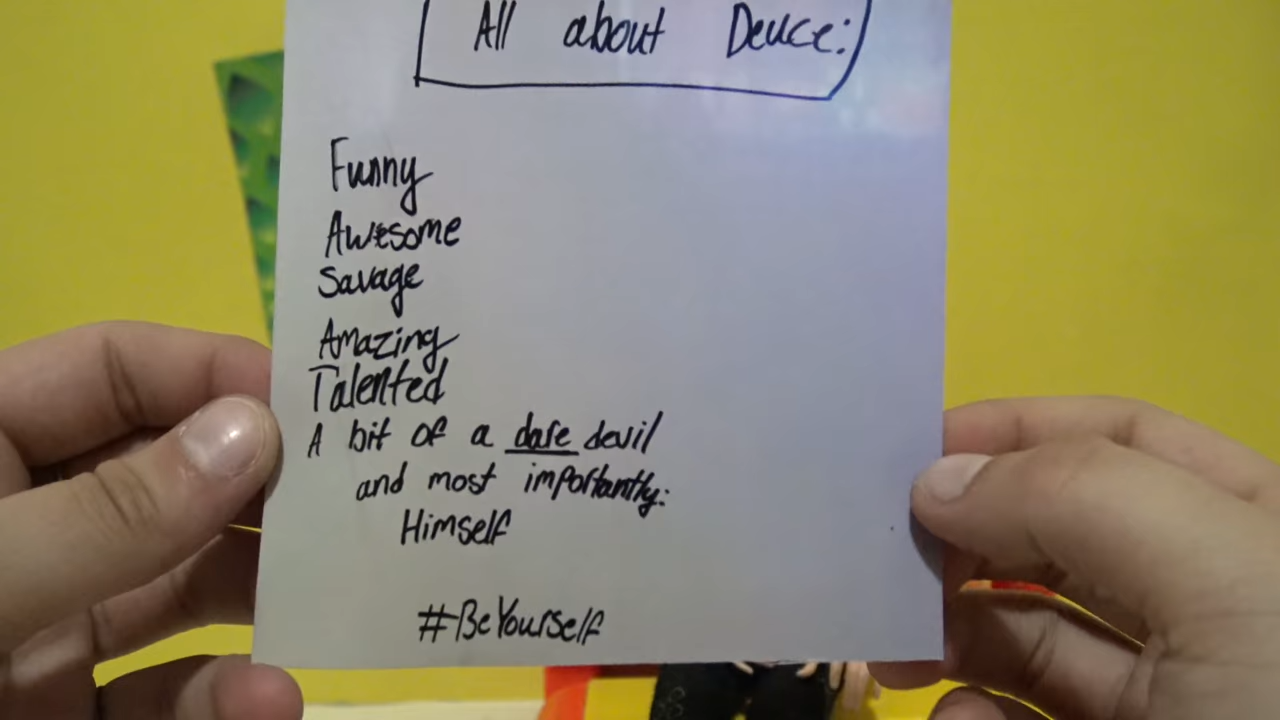 All about Deuce:
Funny
Awesome
Savage
Amazing
Talented
A bit of a dare devil
and most importantly:
Himself
#BeYourself